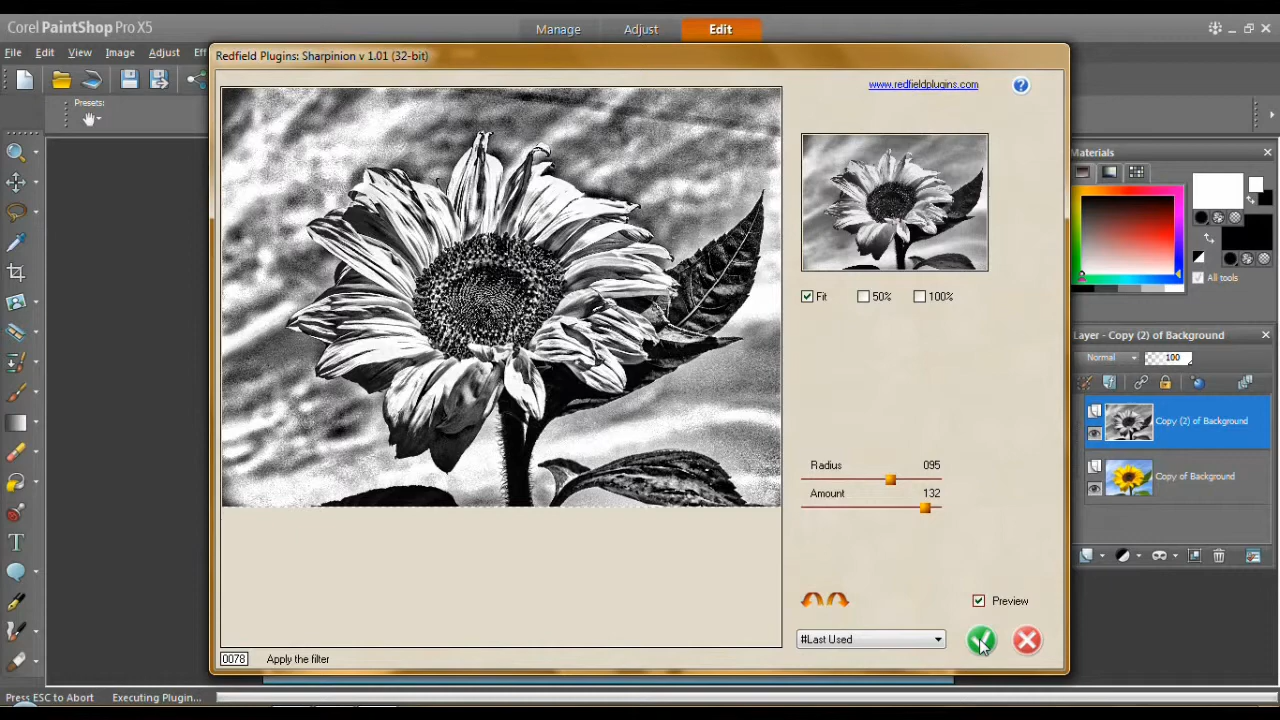 Corel PaintShop Pro X5
Manage
Adjust
Edit
File Edit View Image Adjust Eff
Presets:
Redfield Plugins: Sharpinion v 1.01 (32-bit)
www.redfieldplugins.com
?
Fit
50%
100%
Radius 095
Amount 132
Preview
#Last Used
0078 Apply the filter
Materials
All tools
Layer - Copy (2) of Background
Normal 100
Copy (2) of Background
Copy of Background
T
Press ESC to Abort Executing Plugin...